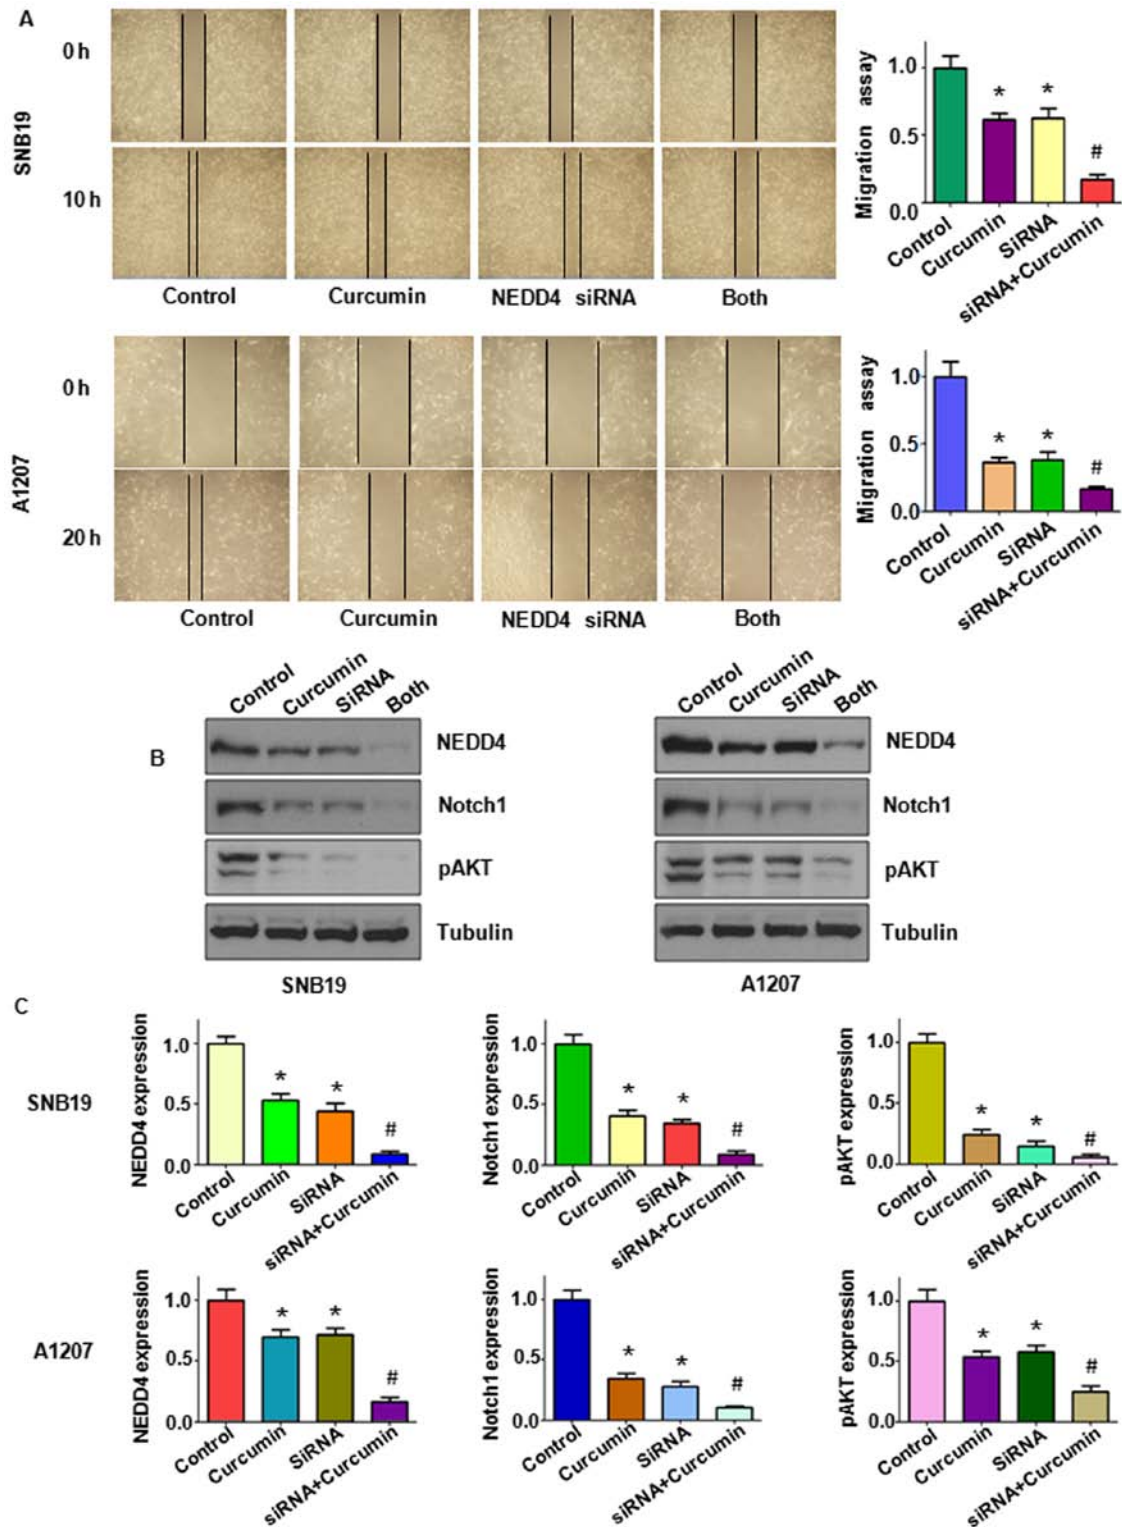 A
0 h
SNB19
10 h
Control Curcumin NEDD4 siRNA Both
Migration assay
1.0
0.5
0.0
* * #
Control Curcumin SiRNA siRNA+Curcumin
0 h
A1207
20 h
Control Curcumin NEDD4 siRNA Both
Migration assay
1.0
0.5
0.0
* * #
Control Curcumin SiRNA siRNA+Curcumin
B
Control Curcumin SiRNA Both
NEDD4
Notch1
pAKT
Tubulin
SNB19
Control Curcumin SiRNA Both
NEDD4
Notch1
pAKT
Tubulin
A1207
C
SNB19
NEDD4 expression
1.0
0.5
0.0
* * #
Control Curcumin SiRNA siRNA+Curcumin
Notch1 expression
1.0
0.5
0.0
* * #
Control Curcumin SiRNA siRNA+Curcumin
pAKT expression
1.0
0.5
0.0
* * #
Control Curcumin SiRNA siRNA+Curcumin
A1207
NEDD4 expression
1.0
0.5
0.0
* * #
Control Curcumin SiRNA siRNA+Curcumin
Notch1 expression
1.0
0.5
0.0
* * #
Control Curcumin SiRNA siRNA+Curcumin
pAKT expression
1.0
0.5
0.0
* * #
Control Curcumin SiRNA siRNA+Curcumin